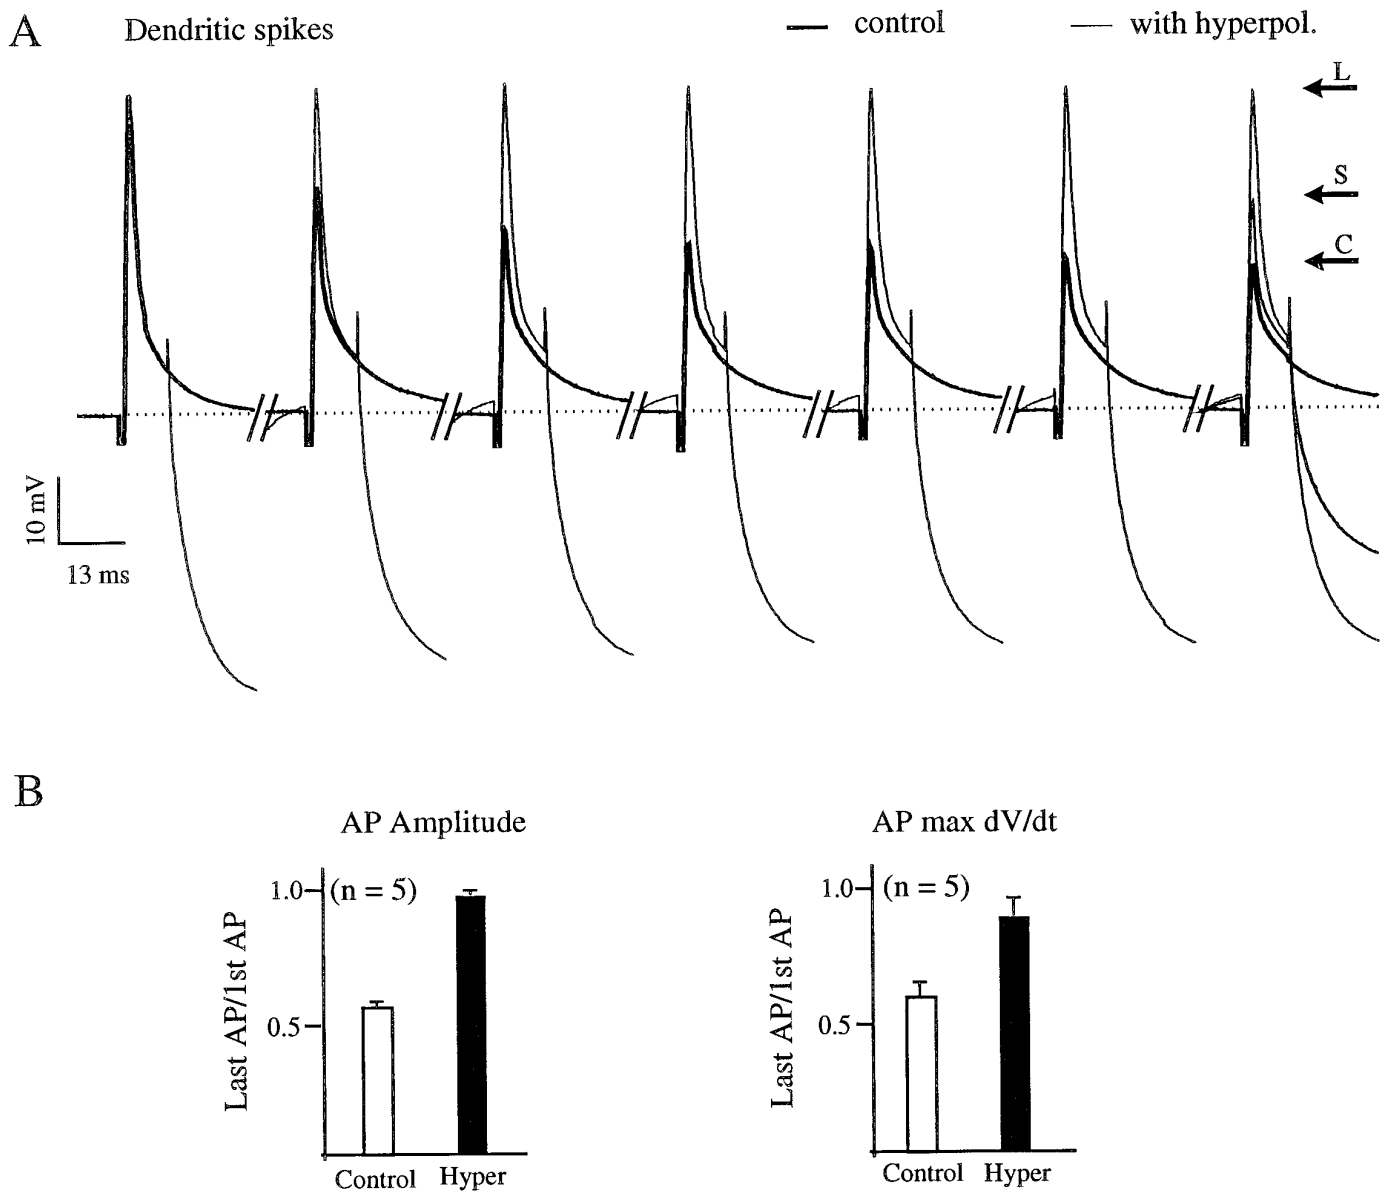 A
Dendritic spikes
control
with hyperpol.
L
S
C
10 mV
13 ms
B
AP Amplitude
1.0
(n = 5)
0.5
Last AP/1st AP
Control
Hyper
AP max dV/dt
1.0
(n = 5)
0.5
Last AP/1st AP
Control
Hyper